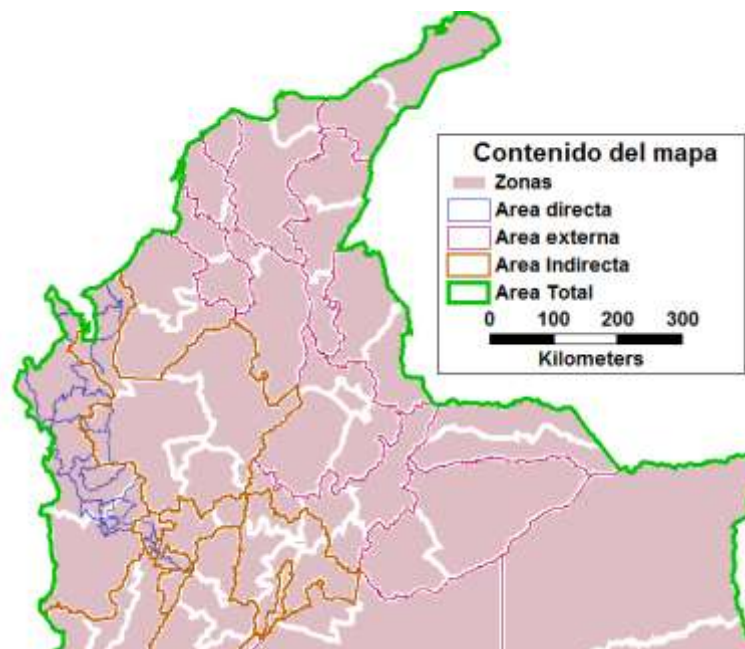 Contenido del mapa
Zonas
Area directa
Area externa
Area Indirecta
Area Total
0 100 200 300
Kilometers